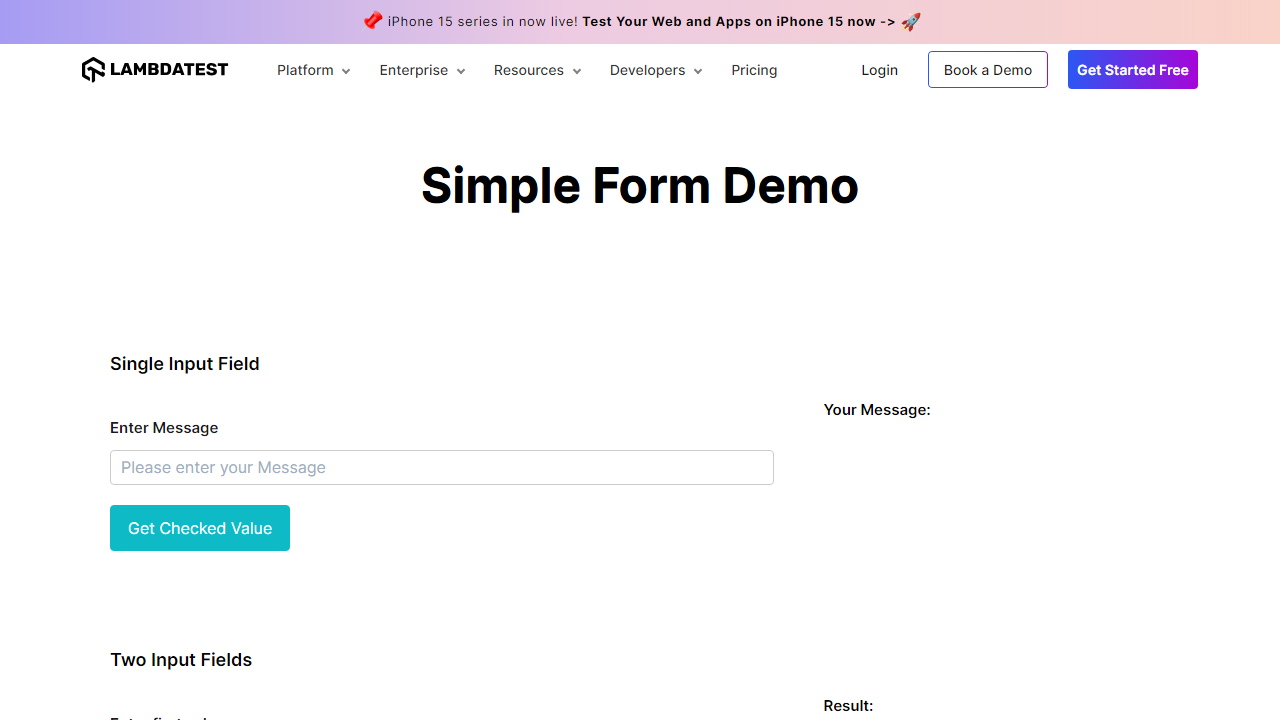 iPhone 15 series in now live! Test Your Web and Apps on iPhone 15 now ->
LAMBDATEST Platform Enterprise Resources Developers Pricing Login Book a Demo Get Started Free
Simple Form Demo
Single Input Field
Your Message:
Enter Message
Please enter your Message
Get Checked Value
Two Input Fields
Result: